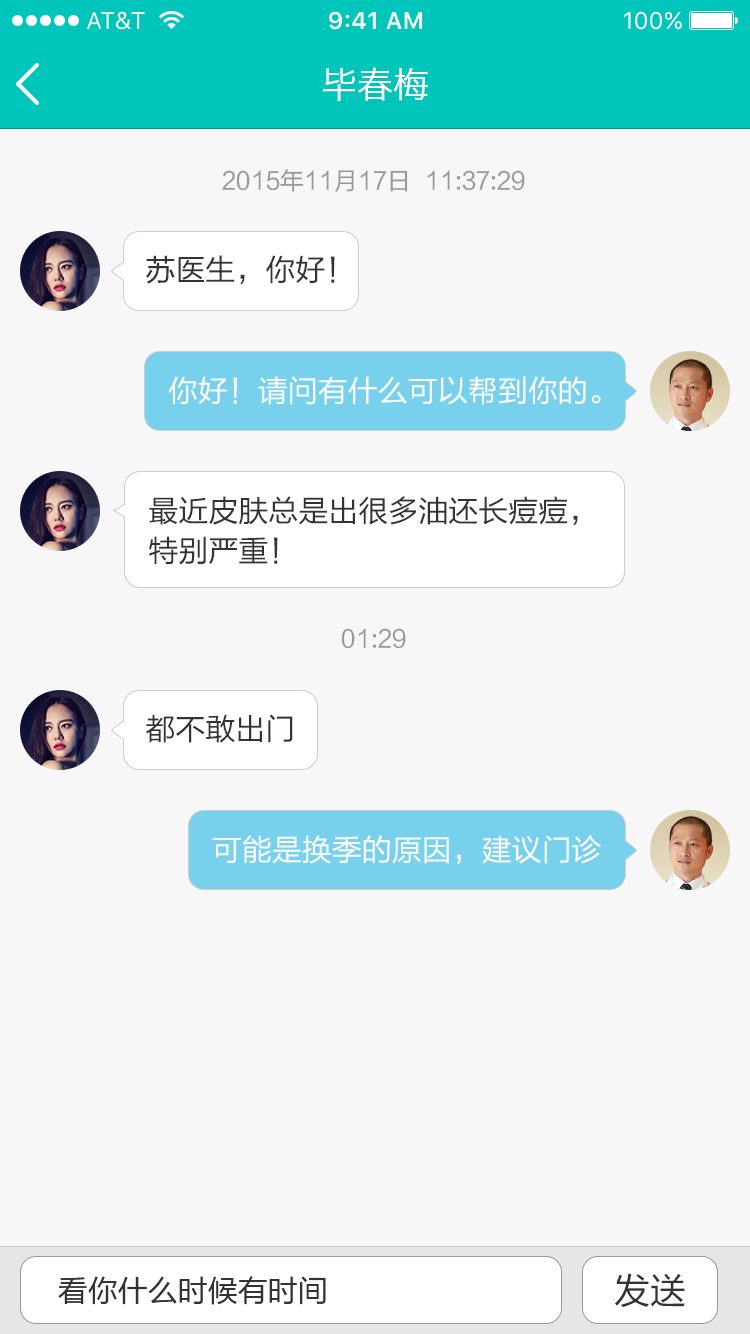 AT&T 9:41 AM 100%
毕春梅
2015年11月17日 11:37:29
苏医生，你好！
你好！请问有什么可以帮到你的。
最近皮肤总是出很多油还长痘痘，
特别严重！
01:29
都不敢出门
可能是换季的原因，建议门诊
看你什么时候有时间 发送